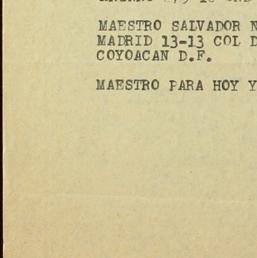 MAESTRO SALVADOR N
MADRID 13-13 COL D
COYOACAN D.F.
MAESTRO PARA HOY Y